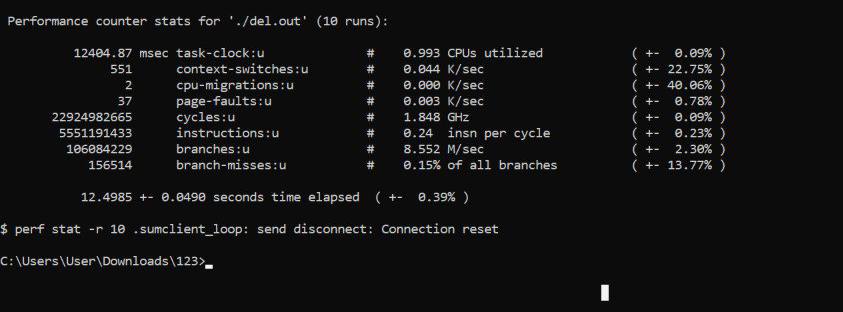 Performance counter stats for './del.out' (10 runs):
12404.87 msec task-clock:u # 0.993 CPUs utilized ( +- 0.09% )
551 context-switches:u # 0.044 K/sec ( +- 22.75% )
2 cpu-migrations:u # 0.000 K/sec ( +- 40.06% )
37 page-faults:u # 0.003 K/sec ( +- 0.78% )
22924982665 cycles:u # 1.848 GHz ( +- 0.09% )
5551191433 instructions:u # 0.24 insn per cycle ( +- 0.23% )
106084229 branches:u # 8.552 M/sec ( +- 2.30% )
156514 branch-misses:u # 0.15% of all branches ( +- 13.77% )
12.4985 +- 0.0490 seconds time elapsed ( +- 0.39% )
$ perf stat -r 10 .sumclient_loop: send disconnect: Connection reset
C:\Users\User\Downloads\123>